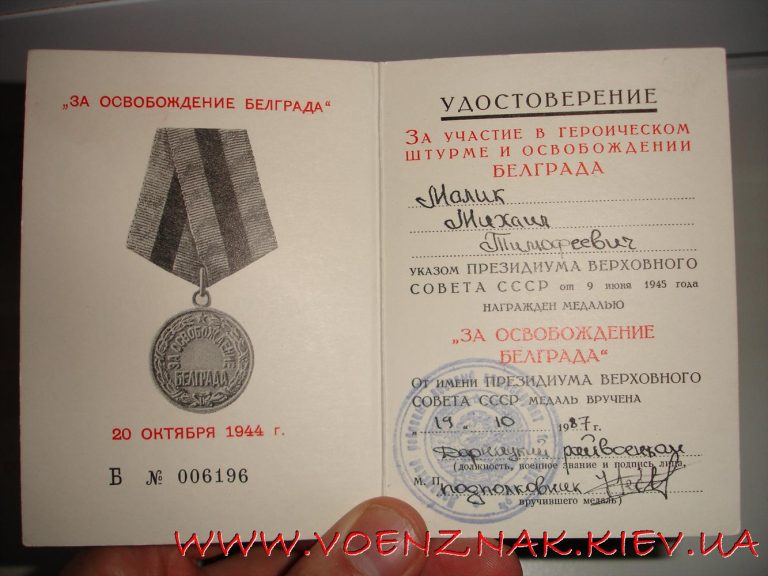 „ЗА ОСВОБОЖДЕНИЕ БЕЛГРАДА“
ЗА ОСВОБОЖДЕНИЕ
БЕЛГРАДА
20 ОКТЯБРЯ 1944 г.
Б № 006196
УДОСТОВЕРЕНИЕ
ЗА УЧАСТИЕ В ГЕРОИЧЕСКОМ
ШТУРМЕ И ОСВОБОЖДЕНИИ
БЕЛГРАДА
Малик
Михаил
Тимофеевич
УКАЗОМ ПРЕЗИДИУМА ВЕРХОВНОГО
СОВЕТА СССР от 9 июня 1945 года
НАГРАЖДЕН МЕДАЛЬЮ
„ЗА ОСВОБОЖДЕНИЕ
БЕЛГРАДА“
ОТ ИМЕНИ ПРЕЗИДИУМА ВЕРХОВНОГО
СОВЕТА СССР МЕДАЛЬ ВРУЧЕНА
„19„ 10 1987 г.
Дарницкий райвоенком
(должность, военное звание и подпись лица,
М. П. подполковник
вручившего медаль)
WWW.VOENZNAK.KIEV.UA